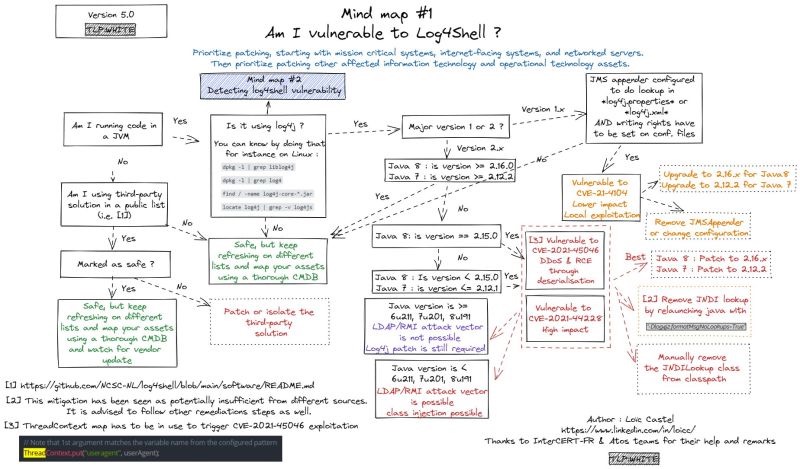 Version 5.0
TLP:WHITE
Mind map #1
Am I vulnerable to Log4Shell ?
Prioritize patching, starting with mission critical systems, internet-facing systems, and networked servers.
Then prioritize patching other affected information technology and operational technology assets.
Mind map #2
Detecting log4shell vulnerability
Am I running code in
a JVM
Yes
No
Is it using log4j ?
You can know by doing that
for instance on Linux :
dpkg -l | grep liblog4j
dpkg -l | grep log4
find / -name log4j-core-*.jar
locate log4j | grep -v log4js
Yes
No
Major version 1 or 2 ?
Version 1.x
Version 2.x
JMS appender configured
to do lookup in
*log4j.properties* or
*log4j.xml*
AND writing rights have
to be set on conf. files
No
Yes
Java 8 : is version >= 2.16.0
Java 7 : is version >= 2.12.2
Yes
No
Vulnerable to
CVE-21-4104
Lower impact
Local exploitation
Upgrade to 2.16.x for Java8
Upgrade to 2.12.2 for Java 7
Remove JMSAppender
or change configuration
Am I using third-party
solution in a public list
(i.e. [1])
No
Yes
Safe, but keep
refreshing on different
lists and map your assets
using a thorough CMDB
Java 8: is version == 2.15.0
Yes
No
Java 8 : Is version < 2.15.0
Java 7 : is version <= 2.12.1
Yes
[3] Vulnerable to
CVE-2021-45046
DDoS & RCE
through
deserialisation
Vulnerable to
CVE-2021-44228
High impact
Best
Java 8 : Patch to 2.16.x
Java 7 : Patch to 2.12.2
[2] Remove JNDI lookup
by relaunching java with
Manually remove
the JNDILookup class
from classpath
Marked as safe ?
Yes
No
Safe, but keep
refreshing on different
lists and map your assets
using a thorough CMDB
and watch for vendor
update
Patch or isolate the
third-party
solution
Java version is >=
6u211, 7u201, 8u191
LDAP/RMI attack vector
is not possible
Log4j patch is still required
Java version is <
6u211, 7u201, 8u191
LDAP/RMI attack vector
is possible
class injection possible
[1] https://github.com/NCSC-NL/log4shell/blob/main/software/README.md
[2] This mitigation has been seen as potentially insufficient from different sources.
It is advised to follow other remediations steps as well.
[3] ThreadContext map has to be in use to trigger CVE-2021-45046 exploitation
// Note that 1st argument matches the variable name from the configured pattern
ThreadContext.put("useragent", userAgent);
Author : Loïc Castel
https://www.linkedin.com/in/loicc/
Thanks to InterCERT-FR & Atos teams for their help and remarks
TLP:WHITE